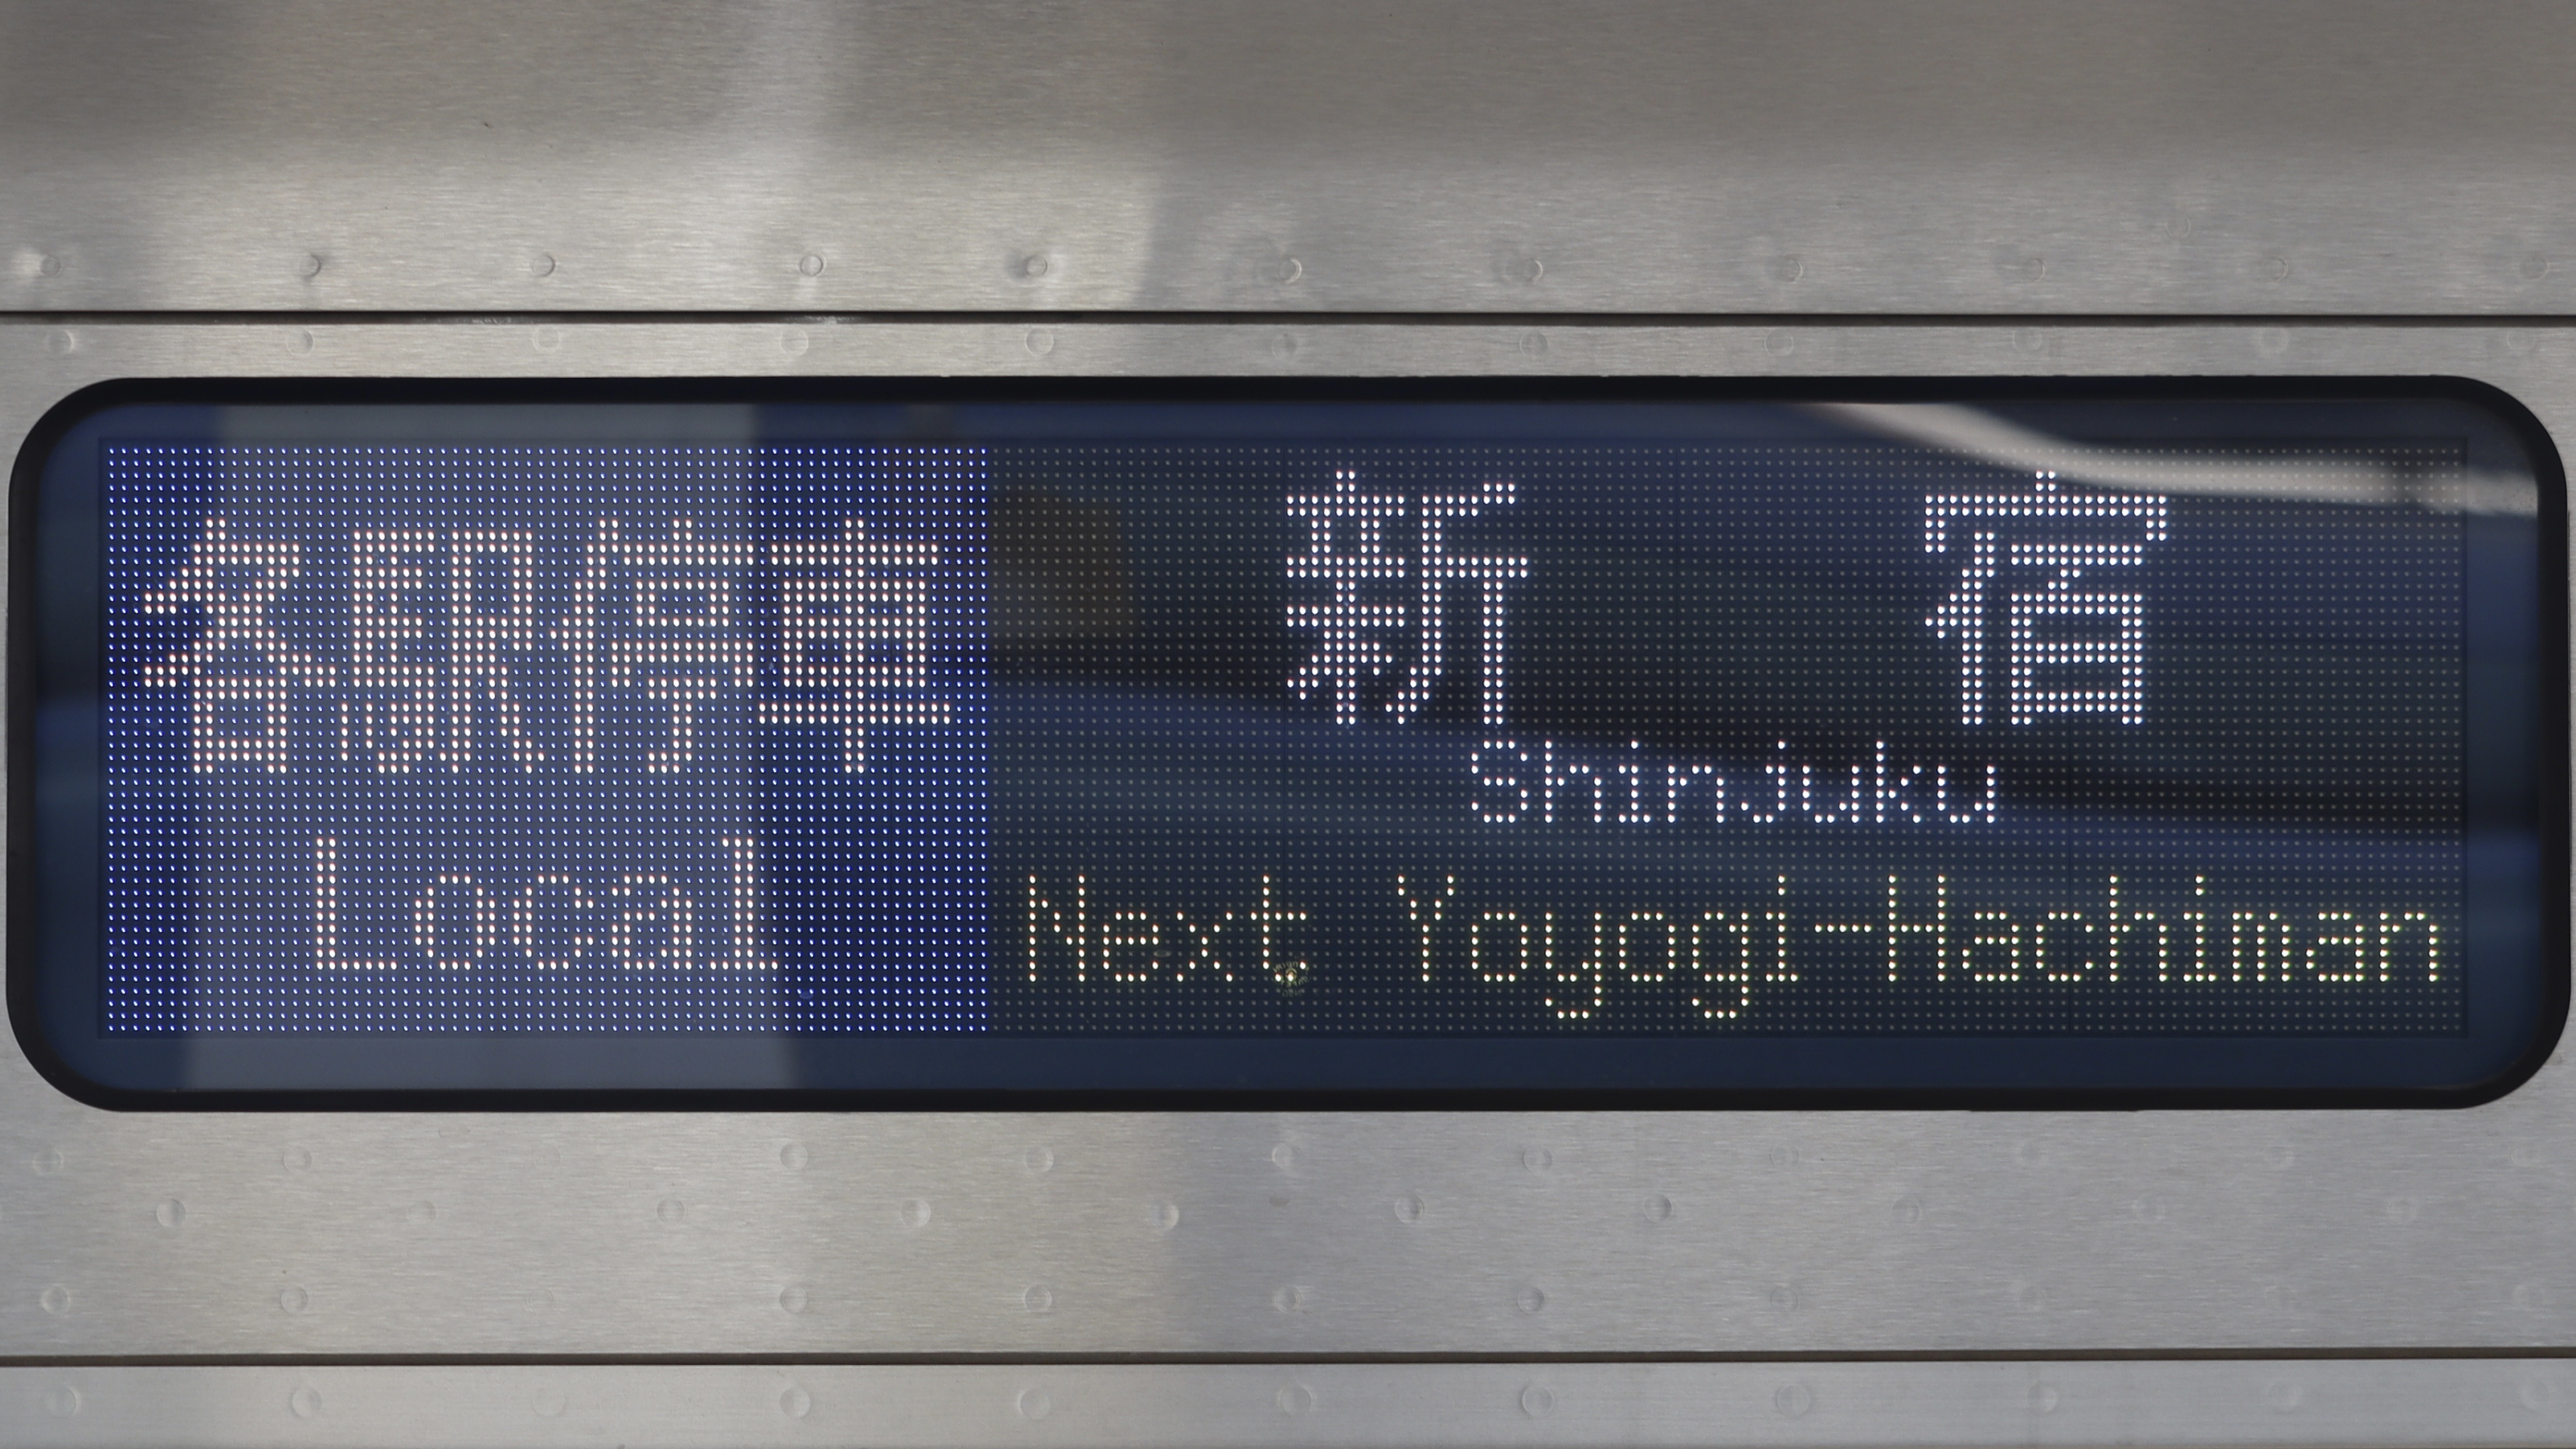 各駅停車
Local
新宿
Shinjuku
Next Yoyogi-Hachiman